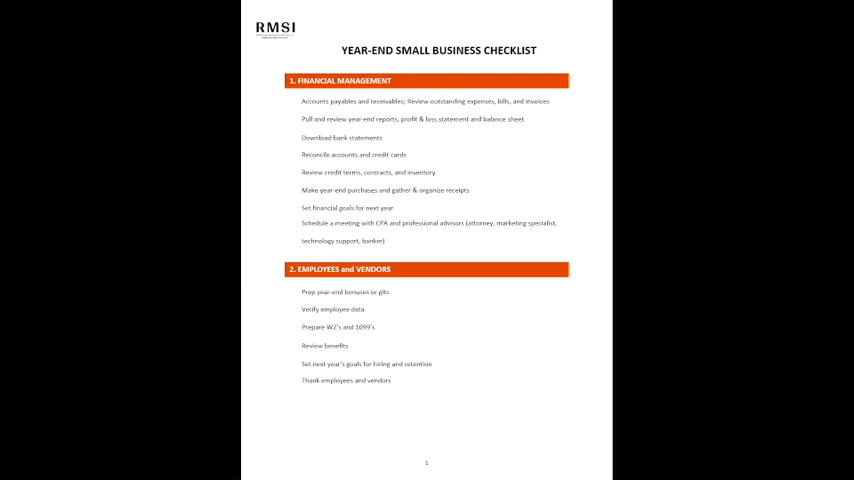 RMSI
YEAR-END SMALL BUSINESS CHECKLIST
1. FINANCIAL MANAGEMENT
Accounts payables and receivables; Review outstanding expenses, bills, and invoices
Pull and review year-end reports, profit & loss statement and balance sheet
Download bank statements
Reconcile accounts and credit cards
Review credit terms, contracts, and inventory
Make year-end purchases and gather & organize receipts
Set financial goals for next year
Schedule a meeting with CPA and professional advisors (attorney, marketing specialist,
technology support, banker)
2. EMPLOYEES and VENDORS
Prep year-end bonuses or gits
Verify employee data
Prepare W2's and 1099's
Review benefits
Set next year's goals for hiring and retention
Thank employees and vendors
1